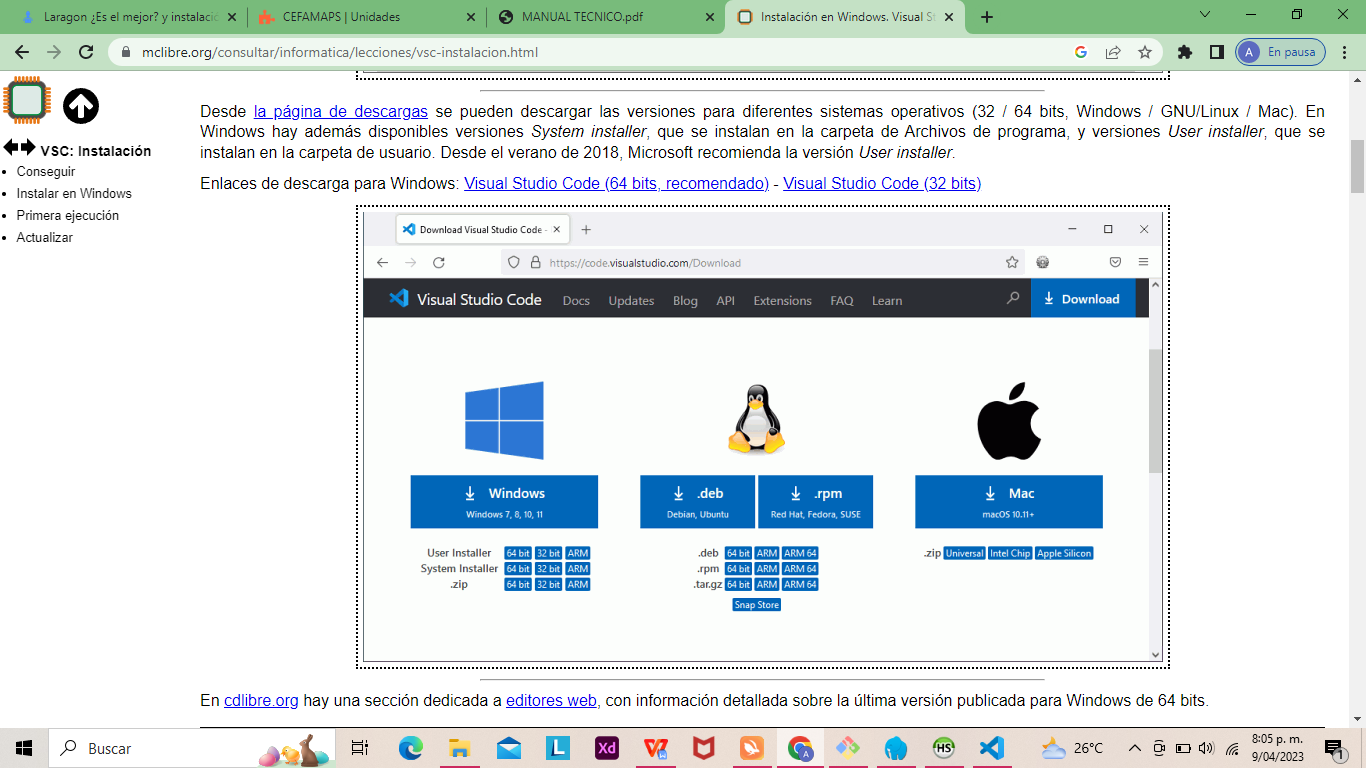 Laragon ¿Es el mejor? y instalació
CEFAMAPS | Unidades
MANUAL TECNICO.pdf
Instalación en Windows. Visual St
mclibre.org/consultar/informatica/lecciones/vsc-instalacion.html
A
En pausa
VSC: Instalación
Conseguir
Instalar en Windows
Primera ejecución
Actualizar
Desde la página de descargas se pueden descargar las versiones para diferentes sistemas operativos (32 / 64 bits, Windows / GNU/Linux / Mac). En
Windows hay además disponibles versiones System installer, que se instalan en la carpeta de Archivos de programa, y versiones User installer, que se
instalan en la carpeta de usuario. Desde el verano de 2018, Microsoft recomienda la versión User installer.
Enlaces de descarga para Windows: Visual Studio Code (64 bits, recomendado) - Visual Studio Code (32 bits)
Download Visual Studio Code -
https://code.visualstudio.com/Download
Visual Studio Code Docs Updates Blog API Extensions FAQ Learn Download
Windows
Windows 7, 8, 10, 11
User Installer 64 bit 32 bit ARM
System Installer 64 bit 32 bit ARM
.zip 64 bit 32 bit ARM
.deb
Debian, Ubuntu
.rpm
Red Hat, Fedora, SUSE
.deb 64 bit ARM ARM 64
.rpm 64 bit ARM ARM 64
.tar.gz 64 bit ARM ARM 64
Snap Store
Mac
macOS 10.11+
.zip Universal Intel Chip Apple Silicon
En cdlibre.org hay una sección dedicada a editores web, con información detallada sobre la última versión publicada para Windows de 64 bits.
Buscar
L
Xd
A
HS
26°C
8:05 p. m.
9/04/2023
1